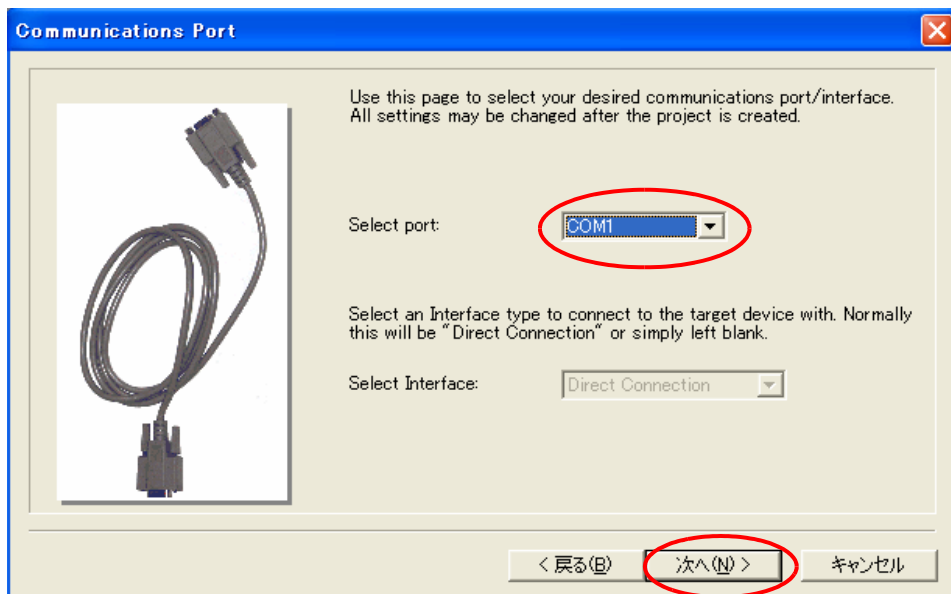 Communications Port
Use this page to select your desired communications port/interface.
All settings may be changed after the project is created.
Select port:
COM1
Select an Interface type to connect to the target device with. Normally
this will be "Direct Connection" or simply left blank.
Select Interface:
Direct Connection
< 戻る(B)
次へ(N) >
キャンセル